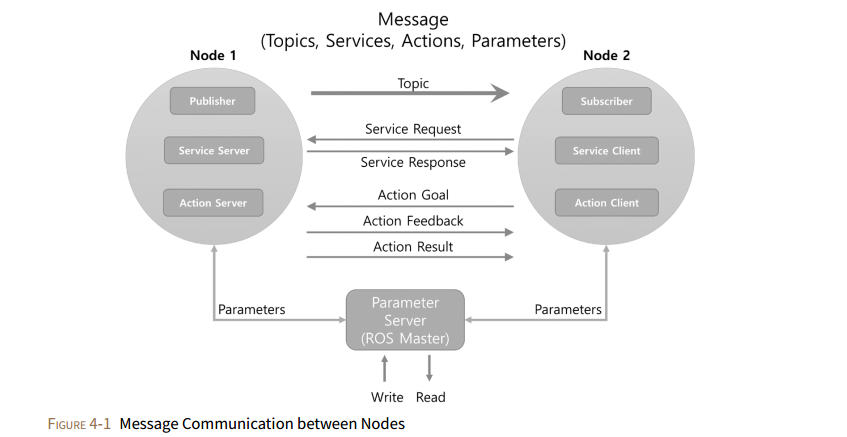 Message
(Topics, Services, Actions, Parameters)
Node 1
Node 2
Publisher
Topic
Subscriber
Service Request
Service Server
Service Client
Service Response
Action Goal
Action Server
Action Feedback
Action Client
Action Result
Parameters
Parameter
Server
(ROS Master)
Parameters
Write Read
FIGURE 4-1 Message Communication between Nodes